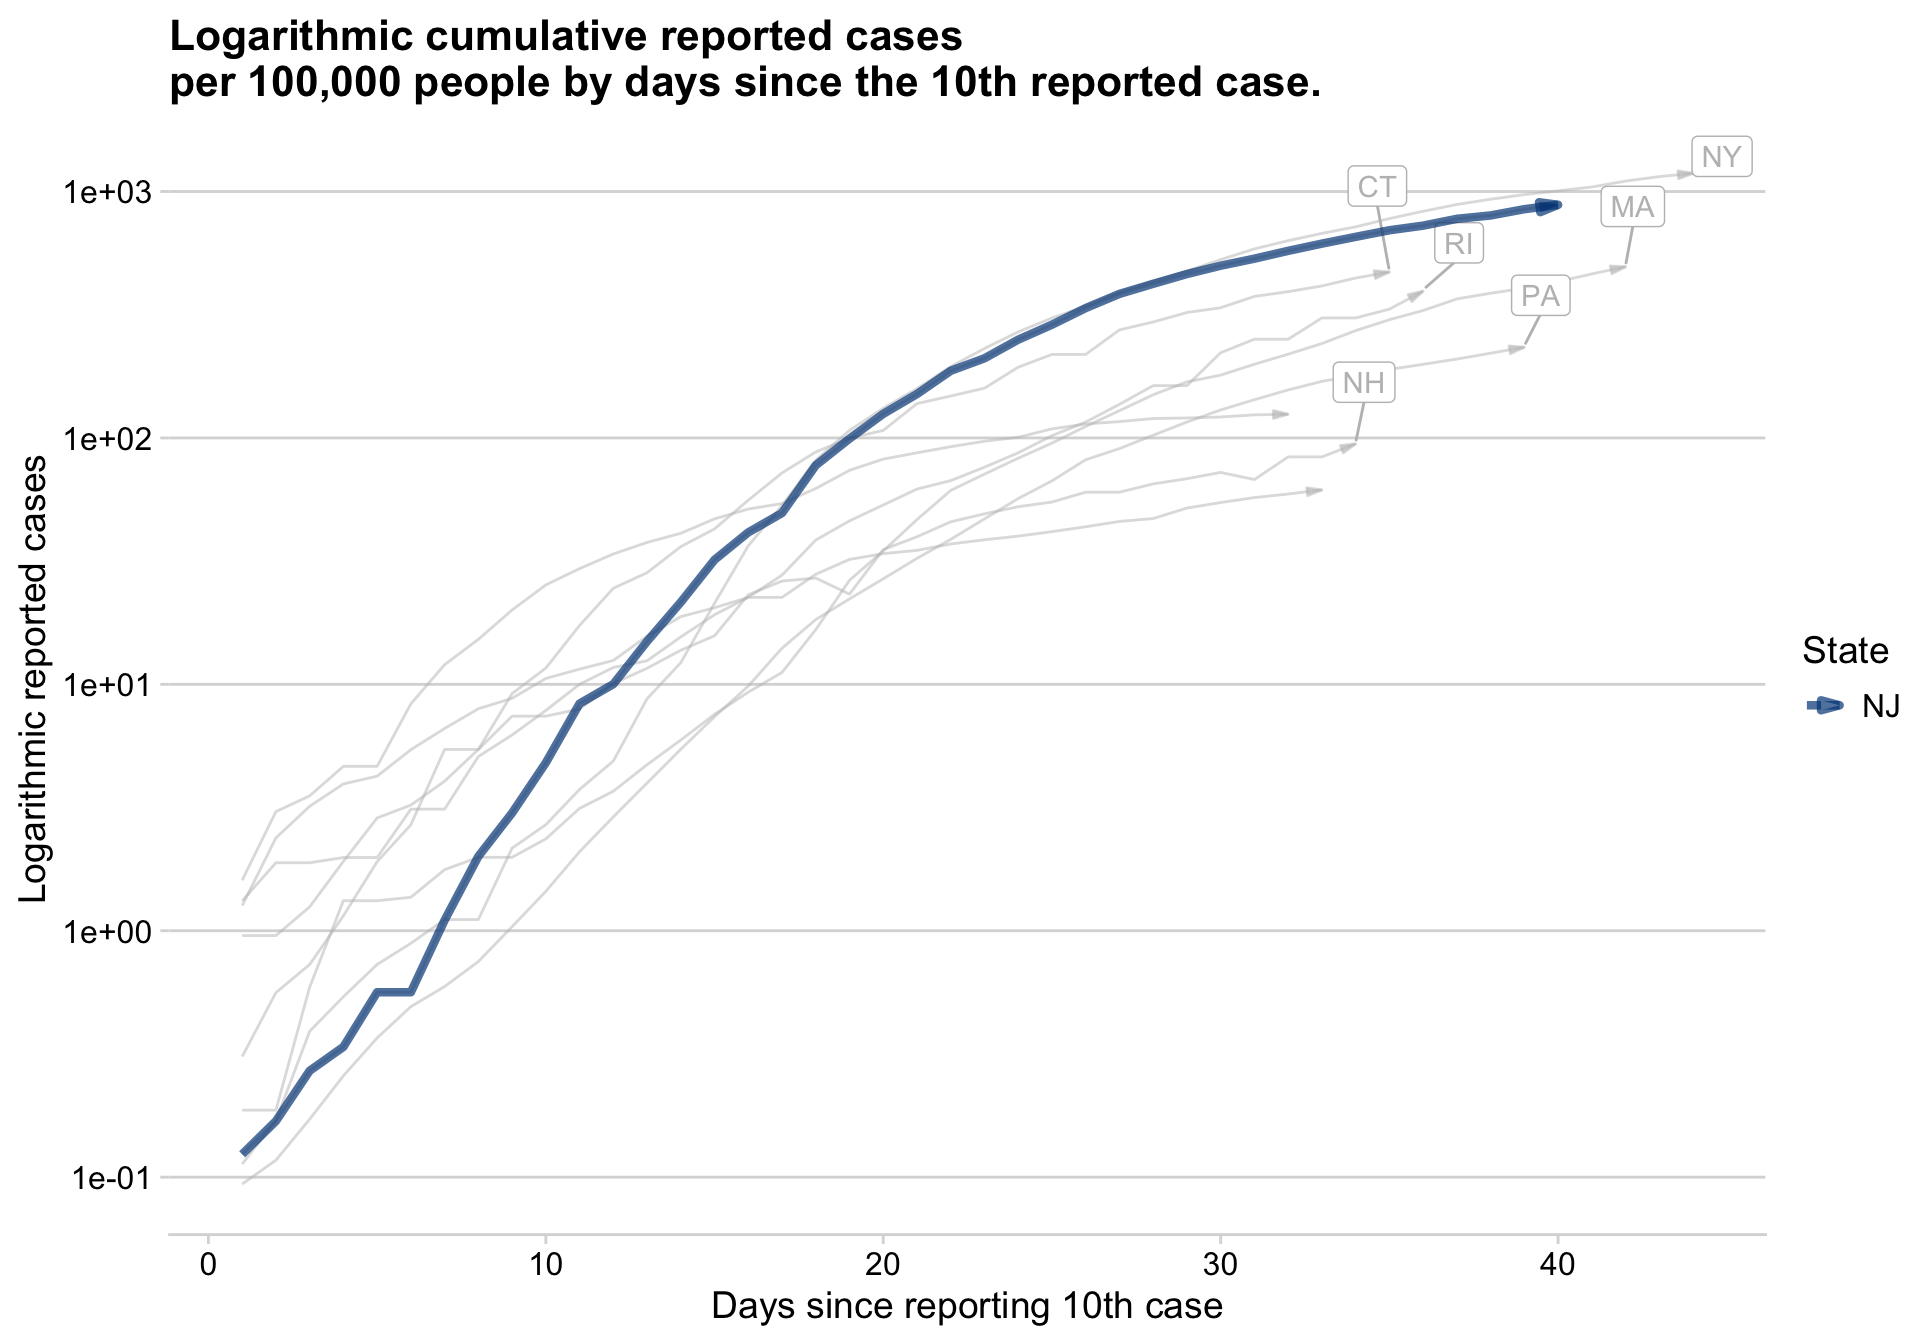 Logarithmic cumulative reported cases
per 100,000 people by days since the 10th reported case.
NY
1e+03
CT
MA
RI
PA
NH
1e+02
1e+01
1e+00
1e-01
Logarithmic reported cases
State
NJ
0 10 20 30 40
Days since reporting 10th case